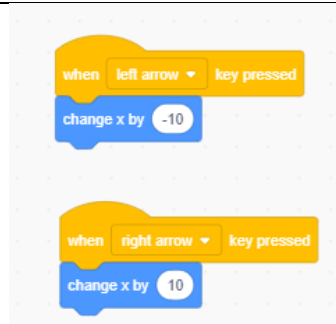 when left arrow key pressed
change x by -10
when right arrow key pressed
change x by 10